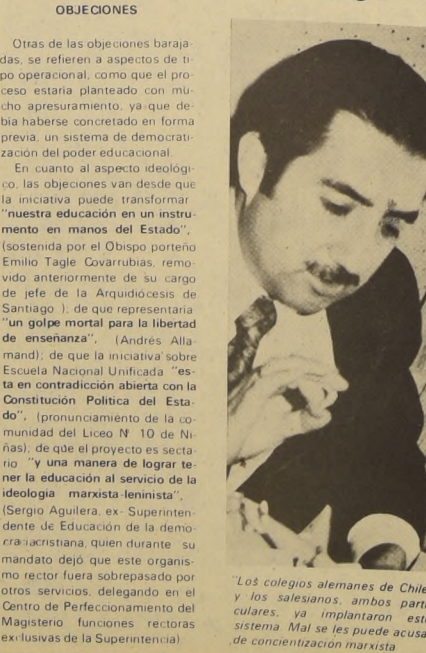 OBJECIONES
Otras de las objeciones baraja-
das, se refieren a aspectos de ti-
po operacional, como que el pro-
ceso estaria planteado con mu-
cho apresuramiento, ya que de-
bia haberse concretado en forma
previa, un sistema de democrati-
zación del poder educacional.
En cuanto al aspecto ideológi-
co, las objeciones van desde que
la iniciativa puede transformar
"nuestra educación en un instru-
mento en manos del Estado",
(sostenida por el Obispo porteño
Emilio Tagle Covarrubias, remo-
vido anteriormente de su cargo
de jefe de la Arquidiócesis de
Santiago ); de que representaria
"un golpe mortal para la libertad
de enseñanza", (Andrés Alla-
mand); de que la iniciativa sobre
Escuela Nacional Unificada "es-
ta en contradicción abierta con la
Constitución Politica del Esta-
do", (pronunciamiento de la co-
munidad del Liceo Nº 10 de Ni-
ñas); de que el proyecto es secta-
rio "y una manera de lograr te-
ner la educación al servicio de la
ideologia marxista-leninista",
(Sergio Aguilera, ex- Superinten-
dente de Educación de la demo-
craciacristiana, quien durante su
mandato dejó que este organis-
mo rector fuera sobrepasado por
otros servicios, delegando en el
Centro de Perfeccionamiento del
Magisterio funciones rectoras
exclusivas de la Superintencia)
"Los colegios alemanes de Chile
y los salesianos, ambos parti
culares, ya implantaron este
sistema. Mal se les puede acusa
de concientización marxista